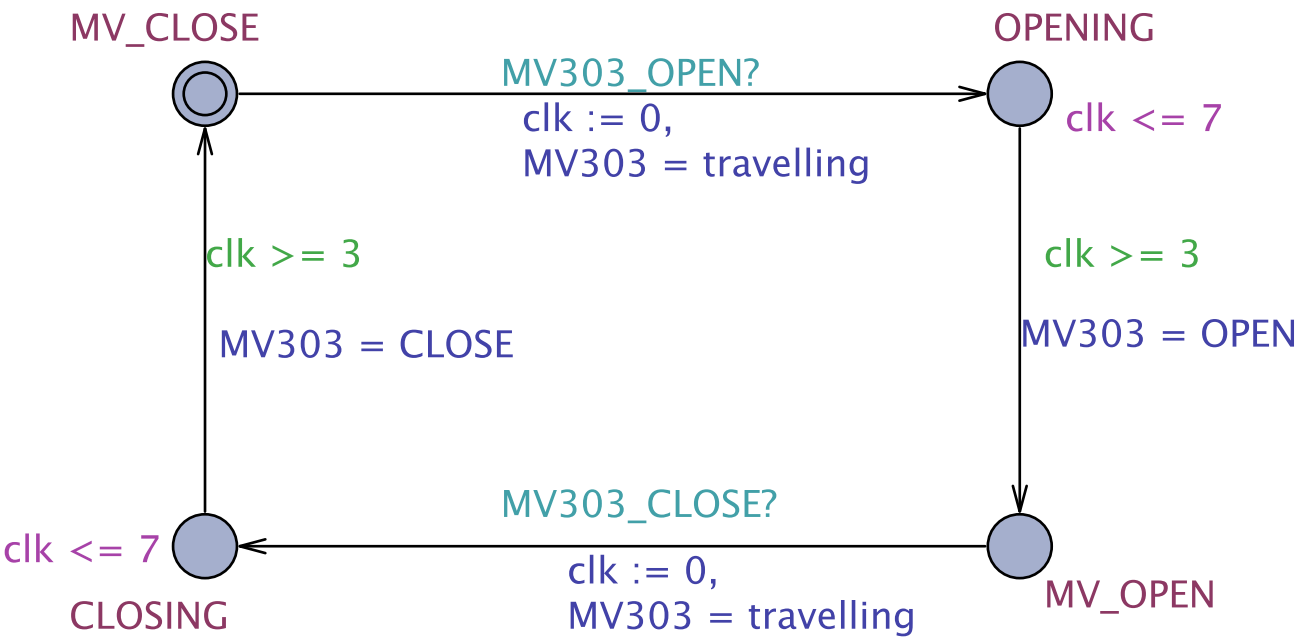 MV_CLOSE
OPENING
MV303_OPEN?
clk := 0,
MV303 = travelling
clk <= 7
clk >= 3
clk >= 3
MV303 = CLOSE
MV303 = OPEN
MV303_CLOSE?
clk <= 7
clk := 0,
MV303 = travelling
CLOSING
MV_OPEN